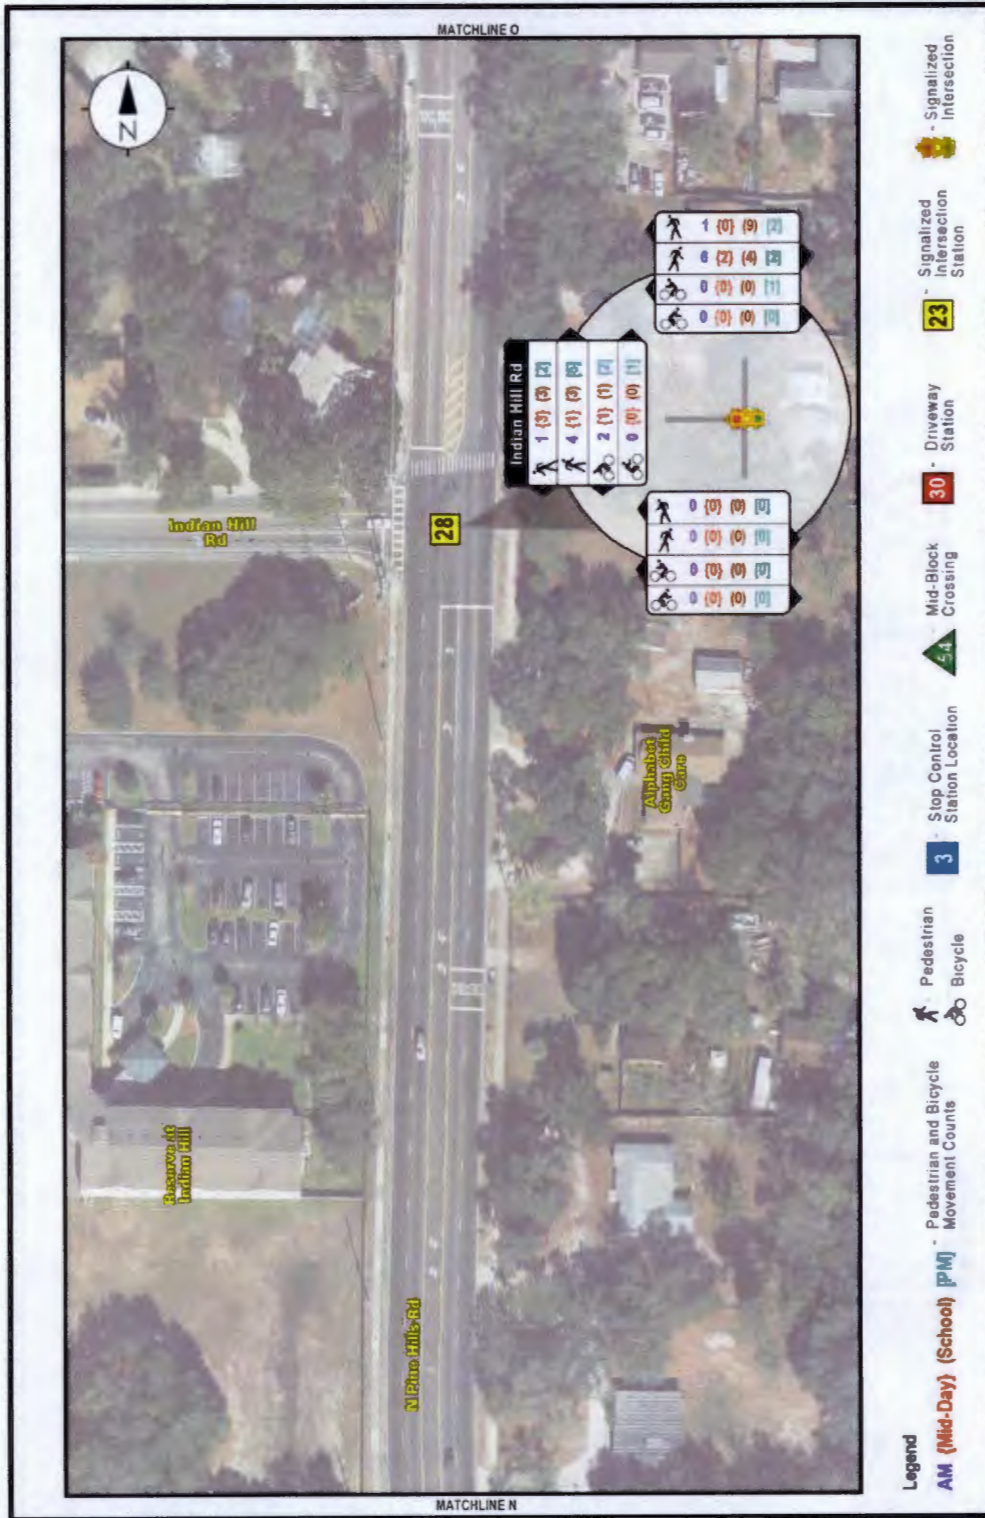 MATCHLINE O
N
Indian Hill
Rd
28
Indian Hill Rd
1 {3} (3) [2]
4 {1} (3) [5]
2 {1} (1) [2]
0 {0} (0) [1]
1 {0} (9) [2]
6 {2} (4)
0 {0} (0) [1]
0 {0} (0) [0]
0 {0} (0) [0]
0 {0} (0) [0]
0 {0} (0) [0]
0 {0} (0) [0]
Alphabet
Gang Child
Care
Reserve at
Indian Hill
N Pine Hills Rd
MATCHLINE N
Legend
AM {Mid-Day} (School) [PM] - Pedestrian and Bicycle
Movement Counts
- Pedestrian
- Bicycle
3 - Stop Control
Station Location
54 - Mid-Block
Crossing
30 - Driveway
Station
23 - Signalized
Intersection
Station
- Signalized
Intersection